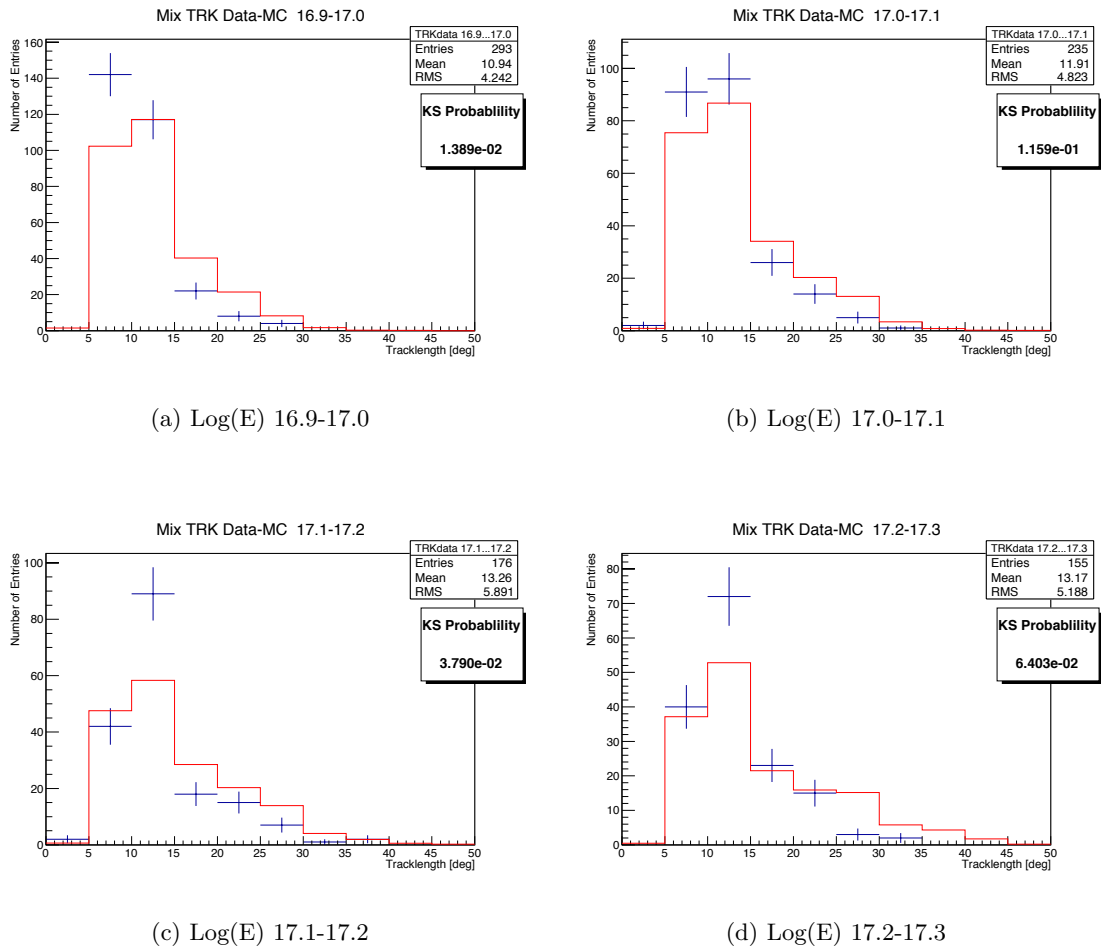 Mix TRK Data-MC 16.9-17.0
TRKdata 16.9...17.0
Entries 293
Mean 10.94
RMS 4.242
KS Probablility
1.389e-02
Number of Entries
160
140
120
100
80
60
40
20
0
0 5 10 15 20 25 30 35 40 45 50
Tracklength [deg]
(a) Log(E) 16.9-17.0
Mix TRK Data-MC 17.0-17.1
TRKdata 17.0...17.1
Entries 235
Mean 11.91
RMS 4.823
KS Probablility
1.159e-01
Number of Entries
100
80
60
40
20
0
0 5 10 15 20 25 30 35 40 45 50
Tracklength [deg]
(b) Log(E) 17.0-17.1
Mix TRK Data-MC 17.1-17.2
TRKdata 17.1...17.2
Entries 176
Mean 13.26
RMS 5.891
KS Probablility
3.790e-02
Number of Entries
100
80
60
40
20
0
0 5 10 15 20 25 30 35 40 45 50
Tracklength [deg]
(c) Log(E) 17.1-17.2
Mix TRK Data-MC 17.2-17.3
TRKdata 17.2...17.3
Entries 155
Mean 13.17
RMS 5.188
KS Probablility
6.403e-02
Number of Entries
80
70
60
50
40
30
20
10
0
0 5 10 15 20 25 30 35 40 45 50
Tracklength [deg]
(d) Log(E) 17.2-17.3